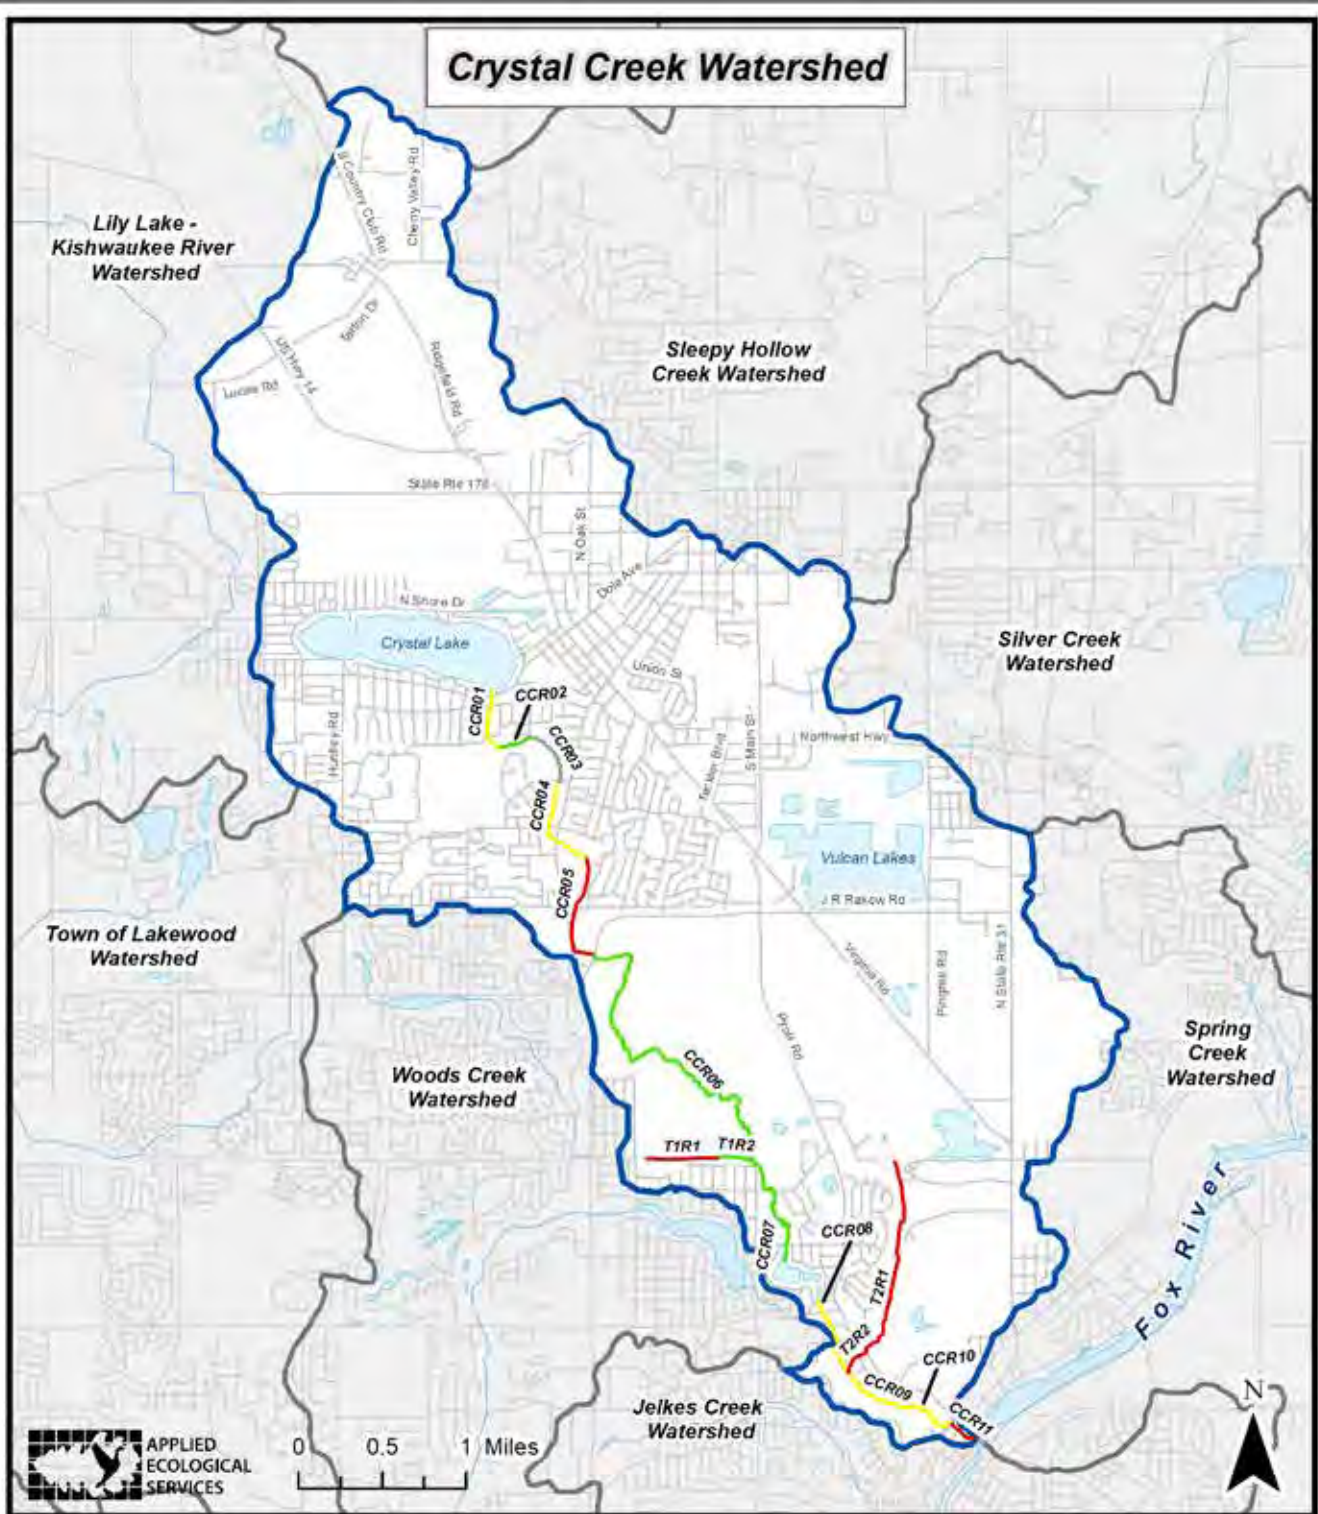 Crystal Creek Watershed
Lily Lake -
Kishwaukee River
Watershed
Country Club Rd
Cherry Valley Rd
Sleepy Hollow
Creek Watershed
US Hwy 14
Ridgefield Rd
Lucas Rd
State Rte 176
N Oak St
Dole Ave
N Shore Dr
Crystal Lake
Silver Creek
Watershed
Union St
CCR01
CCR02
CCR03
Huntley Rd
S Main St
Northwest Hwy
CCR04
Vulcan Lakes
CCR05
J R Rakow Rd
Town of Lakewood
Watershed
Virginia Rd
Pingree Rd
N State Rte 31
Pyott Rd
Spring
Creek
Watershed
Woods Creek
Watershed
CCR06
T1R1
T1R2
Fox River
CCR07
CCR08
T2R1
T2R2
CCR10
CCR09
CCR11
Jelkes Creek
Watershed
N
APPLIED
ECOLOGICAL
SERVICES
0 0.5 1 Miles